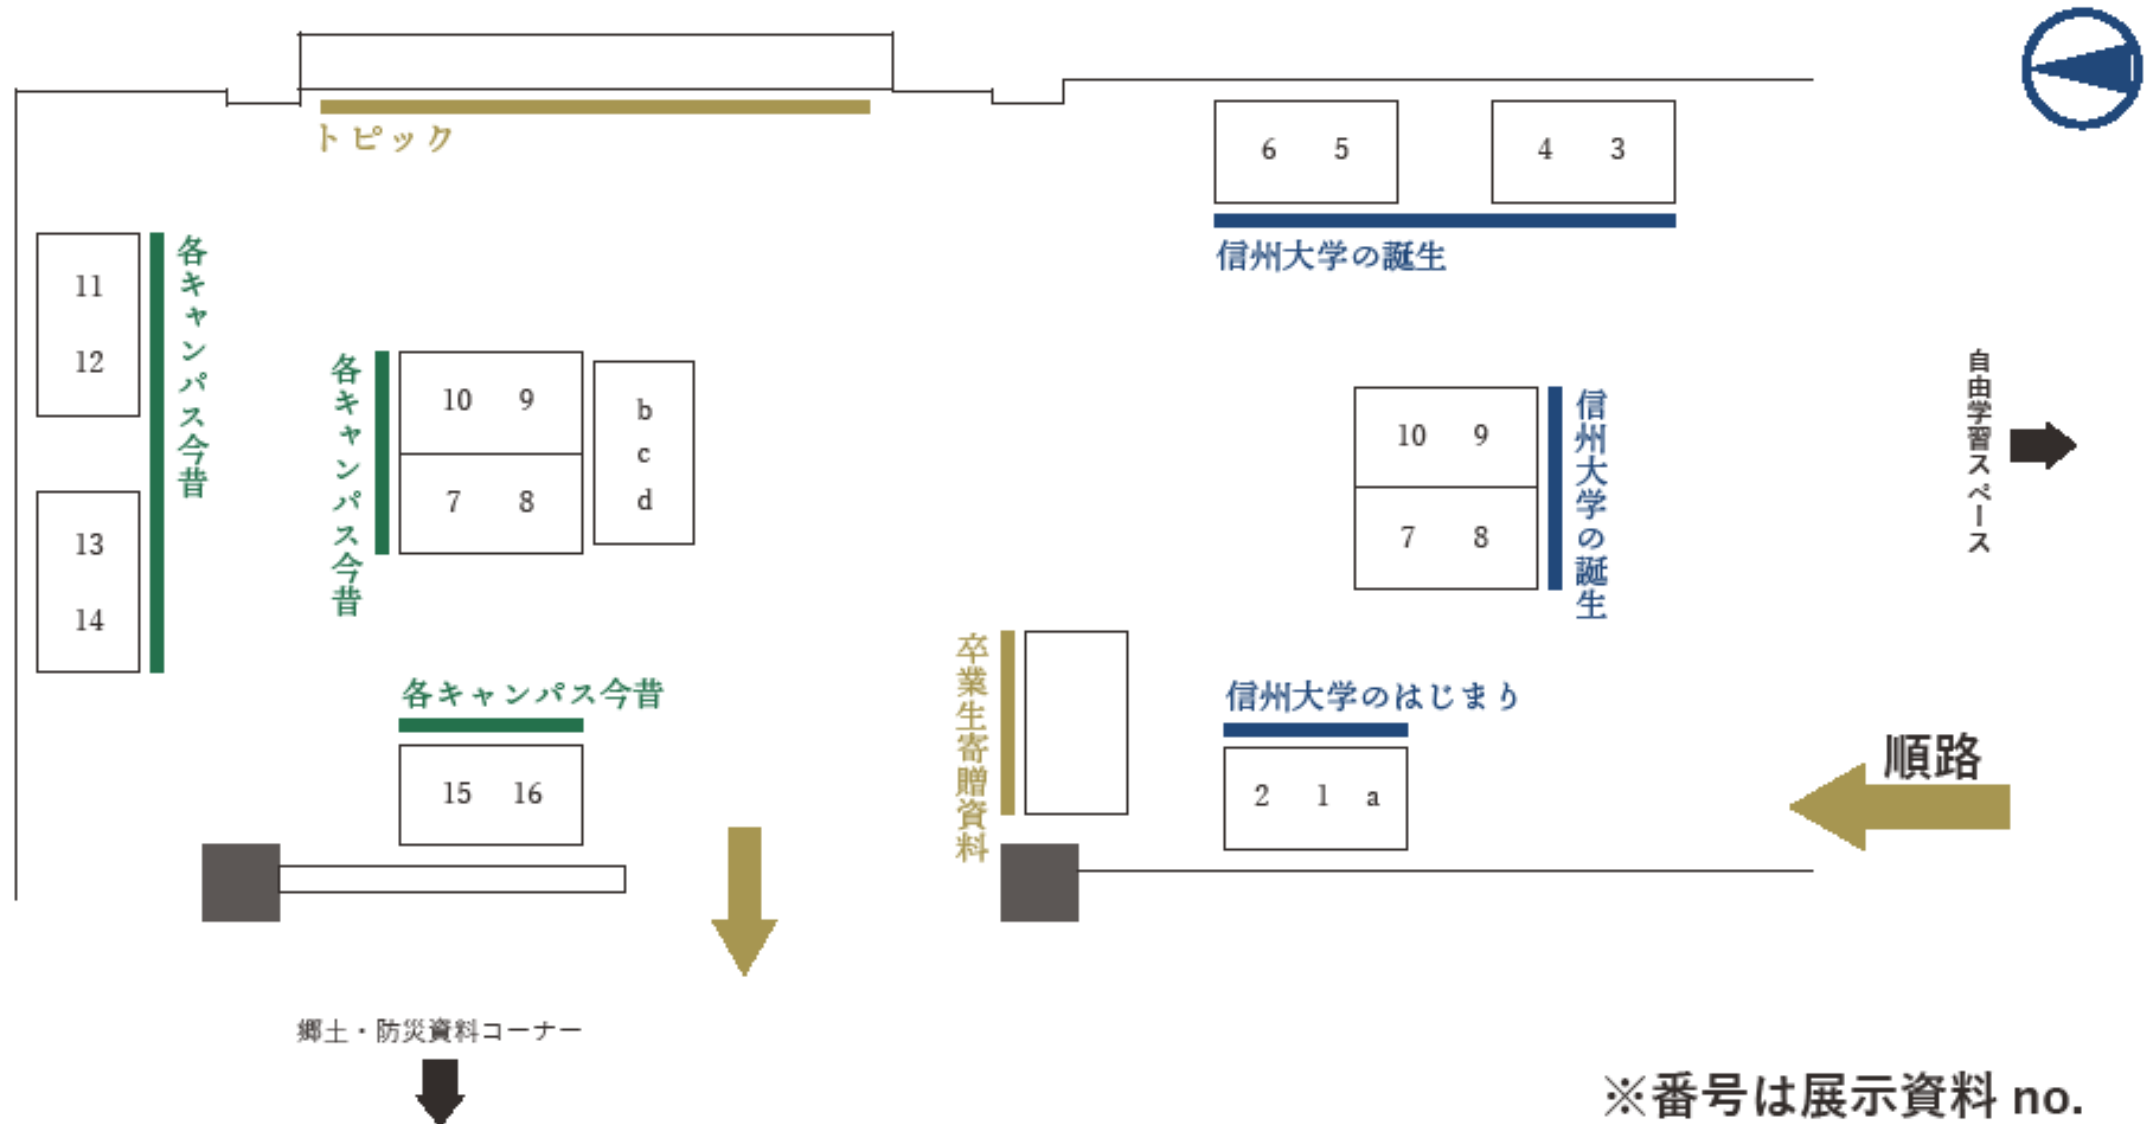 トピック
6 5
4 3
信州大学の誕生
各キャンパス今昔
11
12
13
14
各キャンパス今昔
10 9
7 8
b
c
d
10 9
7 8
信州大学の誕生
自由学習スペース
各キャンパス今昔
15 16
卒業生寄贈資料
信州大学のはじまり
2 1 a
順路
郷土・防災資料コーナー
※番号は展示資料 no.